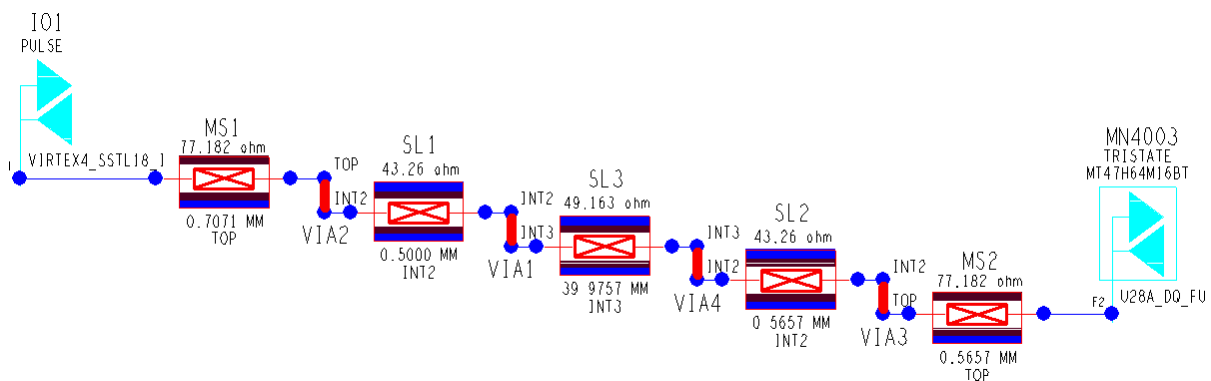 IO1
PULSE
1
VIRTEX4_SSTL18_I
MS1
77.182 ohm
0.7071 MM
TOP
TOP
INT2
VIA2
SL1
43.26 ohm
0.5000 MM
INT2
INT2
INT3
VIA1
SL3
49.163 ohm
39 9757 MM
INT3
INT3
INT2
VIA4
SL2
43.26 ohm
0 5657 MM
INT2
INT2
TOP
VIA3
MS2
77.182 ohm
0.5657 MM
TOP
MN4003
TRISTATE
MT47H64M16BT
F2
U28A_DQ_FU